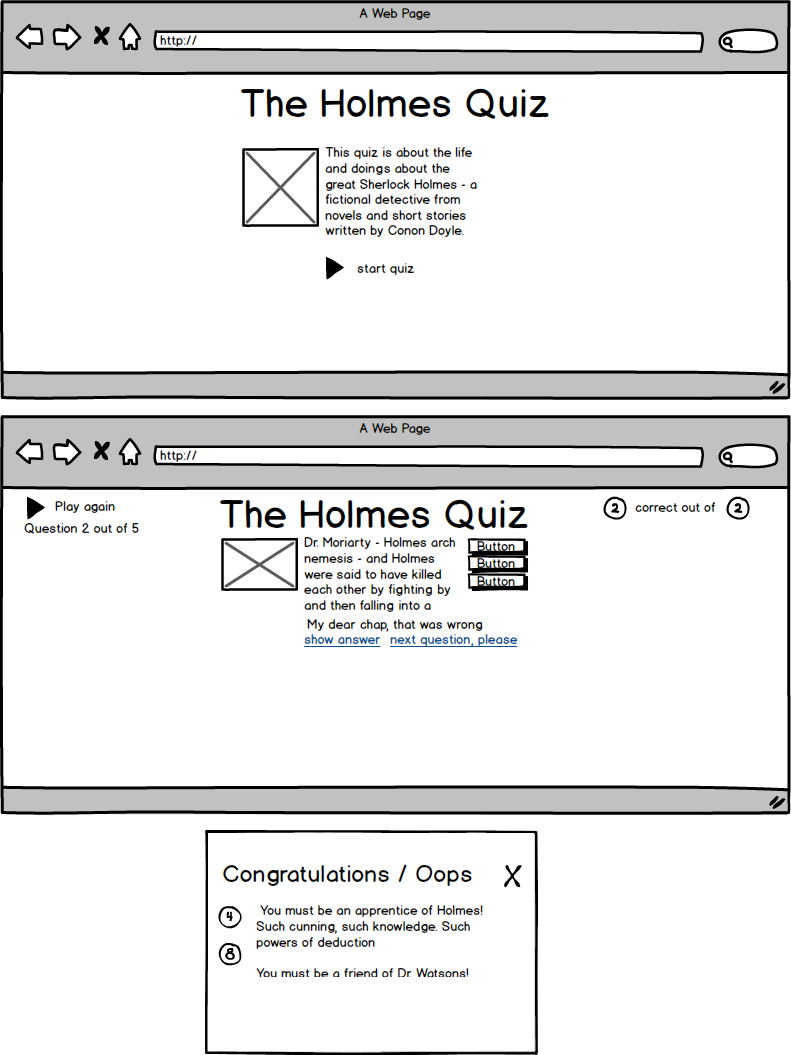 A Web Page
http://
The Holmes Quiz
This quiz is about the life
and doings about the
great Sherlock Holmes - a
fictional detective from
novels and short stories
written by Conon Doyle.
start quiz
A Web Page
http://
Play again
The Holmes Quiz
2 correct out of 2
Question 2 out of 5
Dr. Moriarty - Holmes arch
nemesis - and Holmes
were said to have killed
each other by fighting by
and then falling into a
Button
Button
Button
My dear chap, that was wrong
show answer next question, please
Congratulations / Oops X
4
You must be an apprentice of Holmes!
Such cunning, such knowledge. Such
powers of deduction
8
You must be a friend of Dr. Watsons!